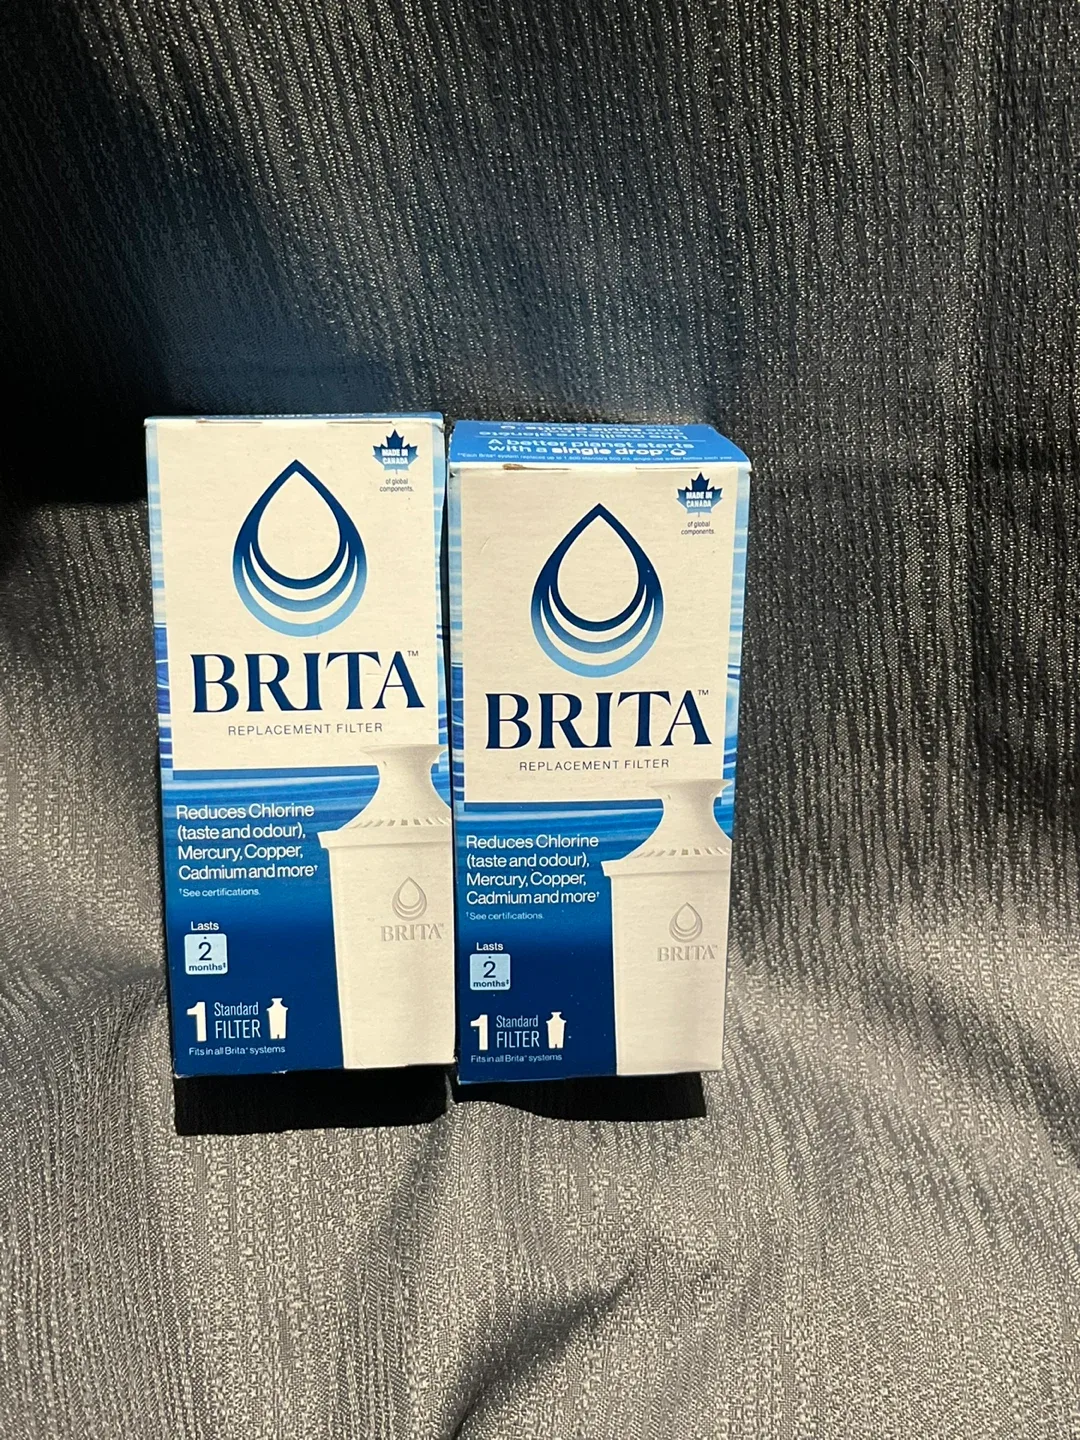 MADE IN
CANADA
of global
components.
BRITA™
REPLACEMENT FILTER
Reduces Chlorine
(taste and odour),
Mercury, Copper,
Cadmium and more†
†See certifications.
Lasts
2
months‡
1 Standard
FILTER
Fits in all Brita® systems
BRITA
A better planet starts
with a single drop
MADE IN
CANADA
of global
components.
BRITA™
REPLACEMENT FILTER
Reduces Chlorine
(taste and odour),
Mercury, Copper,
Cadmium and more†
†See certifications.
Lasts
2
months‡
1 Standard
FILTER
Fits in all Brita® systems
BRITA